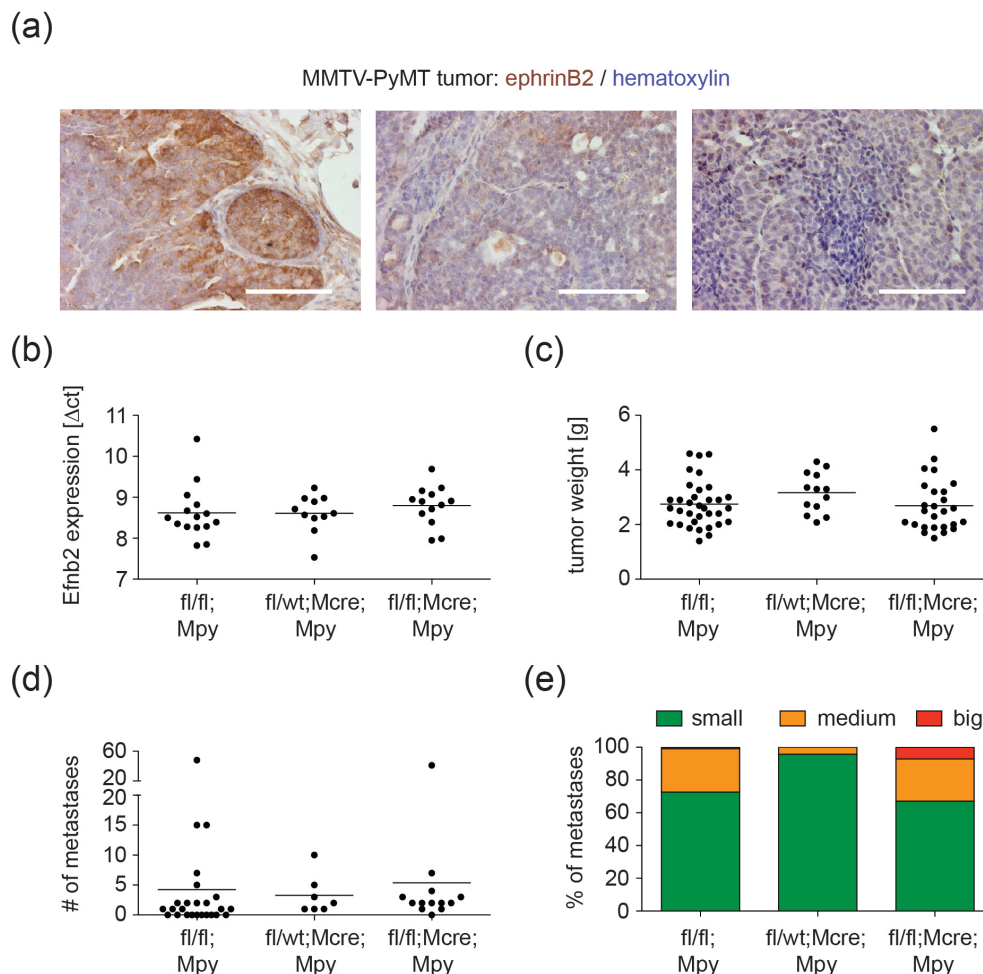 (a)
MMTV-PyMT tumor: ephrinB2 / hematoxylin
(b)
Efnb2 expression [Δct]
11
10
9
8
7
fl/fl;
Mpy
fl/wt;Mcre;
Mpy
fl/fl;Mcre;
Mpy
(c)
tumor weight [g]
6
4
2
0
fl/fl;
Mpy
fl/wt;Mcre;
Mpy
fl/fl;Mcre;
Mpy
(d)
# of metastases
60
20
20
15
10
5
0
fl/fl;
Mpy
fl/wt;Mcre;
Mpy
fl/fl;Mcre;
Mpy
(e)
small
medium
big
% of metastases
100
80
60
40
20
0
fl/fl;
Mpy
fl/wt;Mcre;
Mpy
fl/fl;Mcre;
Mpy